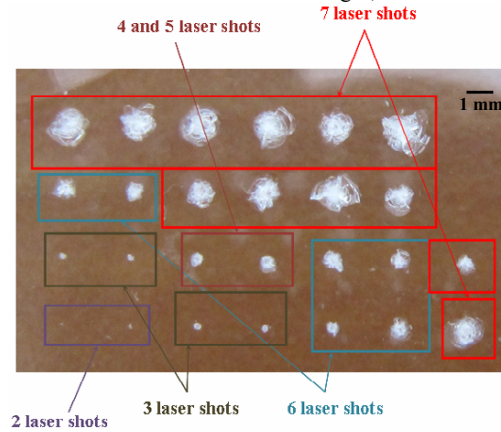 7 laser shots
4 and 5 laser shots
1 mm
3 laser shots
6 laser shots
2 laser shots